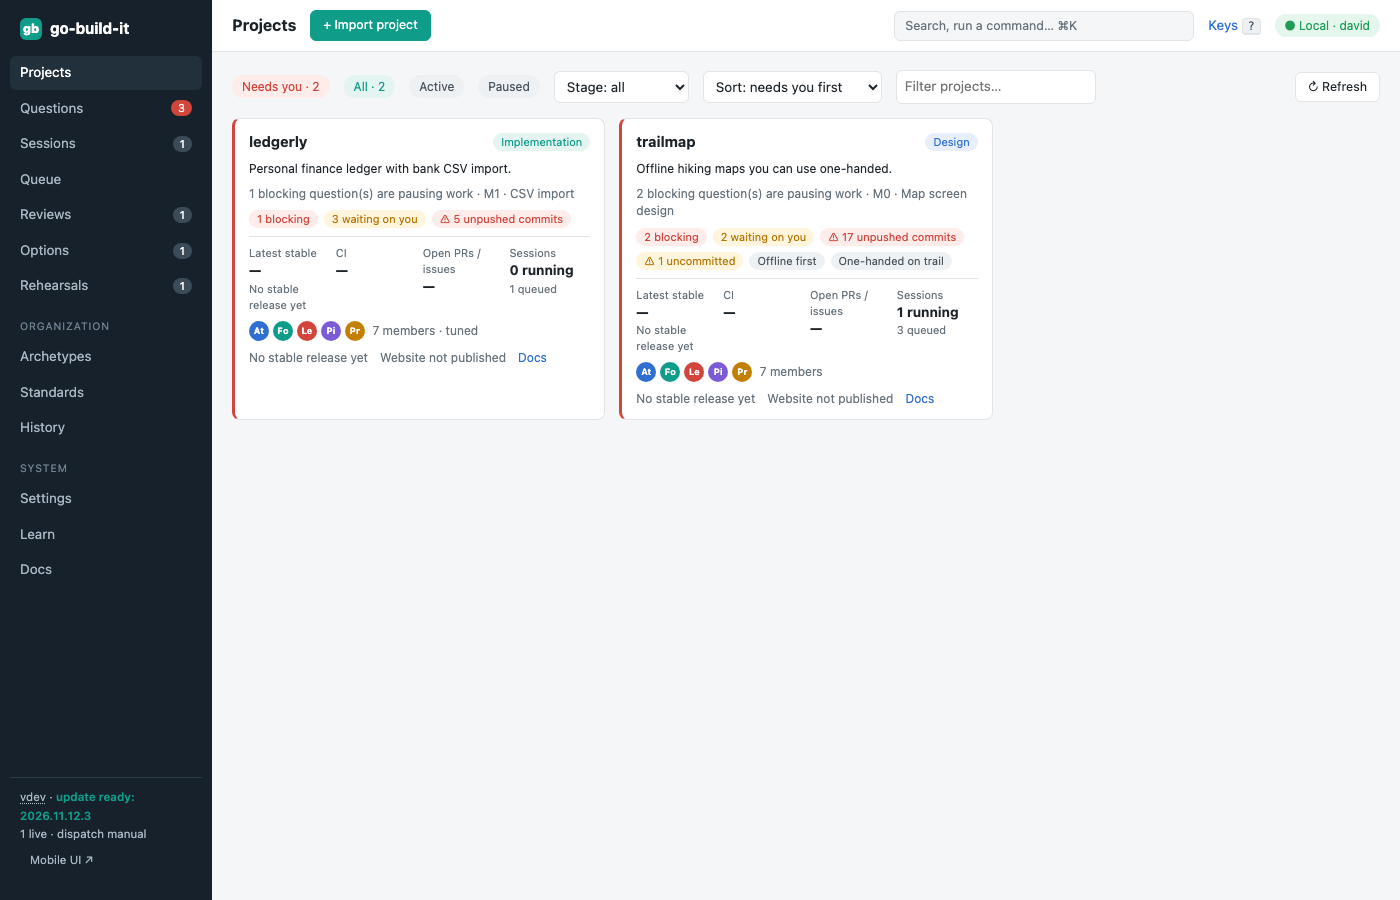 gb go-build-it
Projects
Questions 3
Sessions 1
Queue
Reviews 1
Options 1
Rehearsals 1
ORGANIZATION
Archetypes
Standards
History
SYSTEM
Settings
Learn
Docs
vdev · update ready:
2026.11.12.3
1 live · dispatch manual
Mobile UI ↗
Projects + Import project Search, run a command... ⌘K Keys ? Local · david
Needs you · 2 All · 2 Active Paused Stage: all Sort: needs you first Filter projects... ↻ Refresh
ledgerly Implementation
Personal finance ledger with bank CSV import.
1 blocking question(s) are pausing work · M1 · CSV import
1 blocking 3 waiting on you ⚠ 5 unpushed commits
Latest stable CI Open PRs / Sessions
issues
— — — 0 running
No stable 1 queued
release yet
At Fo Le Pi Pr 7 members · tuned
No stable release yet Website not published Docs
trailmap Design
Offline hiking maps you can use one-handed.
2 blocking question(s) are pausing work · M0 · Map screen
design
2 blocking 2 waiting on you ⚠ 17 unpushed commits
⚠ 1 uncommitted Offline first One-handed on trail
Latest stable CI Open PRs / Sessions
issues
— — — 1 running
No stable 3 queued
release yet
At Fo Le Pi Pr 7 members
No stable release yet Website not published Docs